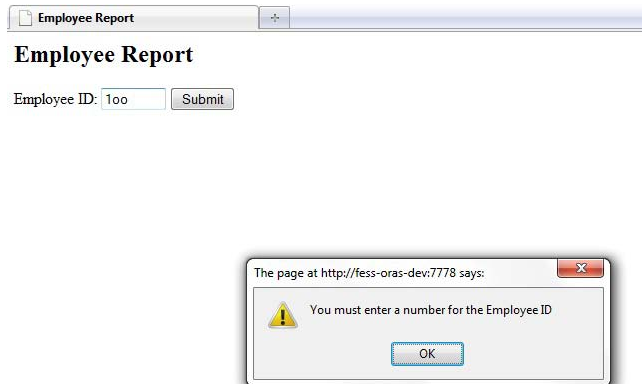 Employee Report
Employee Report
Employee ID: 1oo Submit
The page at http://fess-oras-dev:7778 says:
You must enter a number for the Employee ID
OK